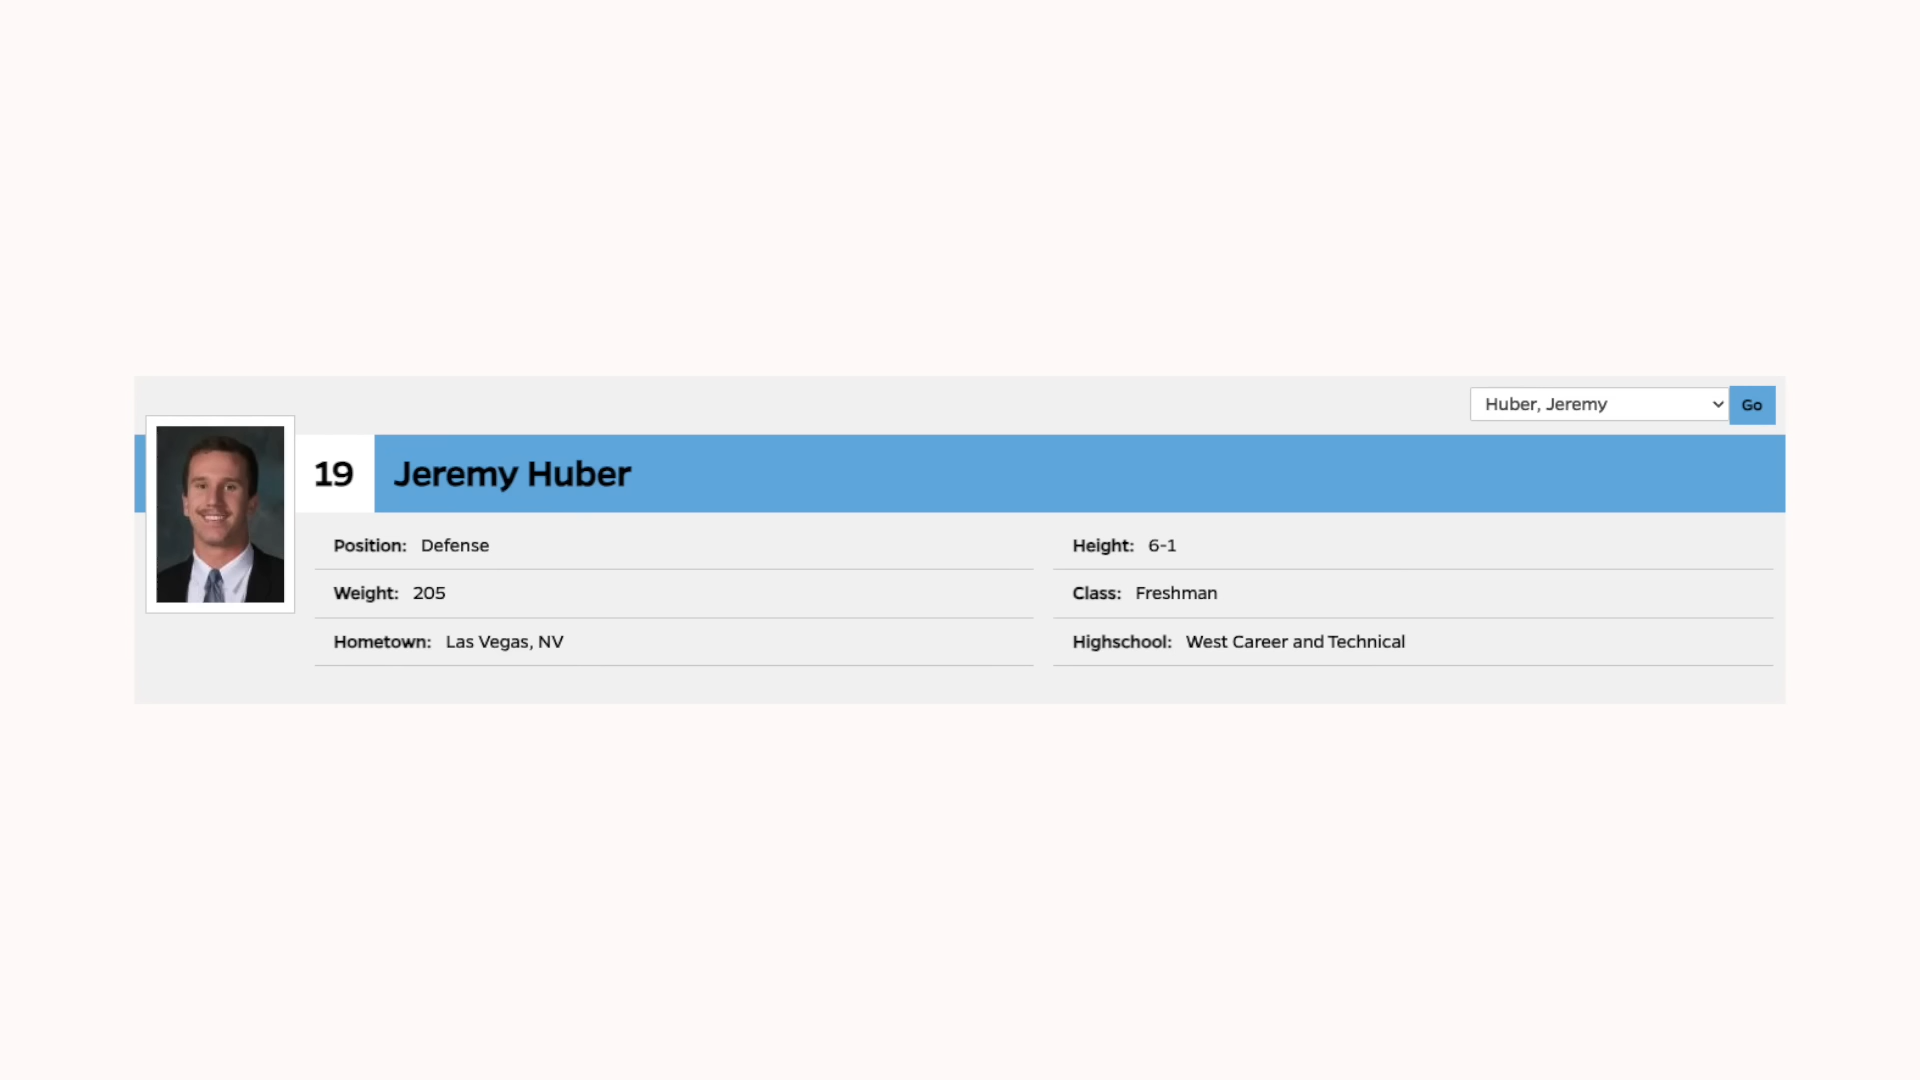 Huber, Jeremy Go
19 Jeremy Huber
Position: Defense Height: 6-1
Weight: 205 Class: Freshman
Hometown: Las Vegas, NV Highschool: West Career and Technical